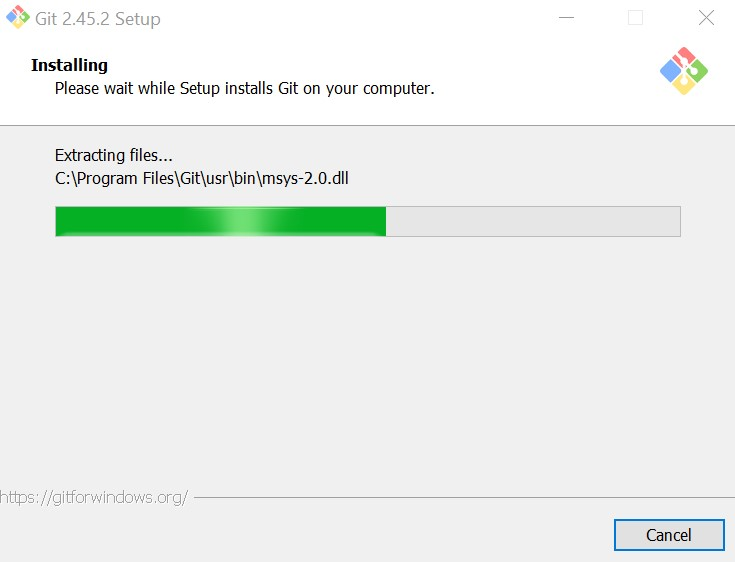 Git 2.45.2 Setup
Installing
Please wait while Setup installs Git on your computer.
Extracting files...
C:\Program Files\Git\usr\bin\msys-2.0.dll
https://gitforwindows.org/
Cancel